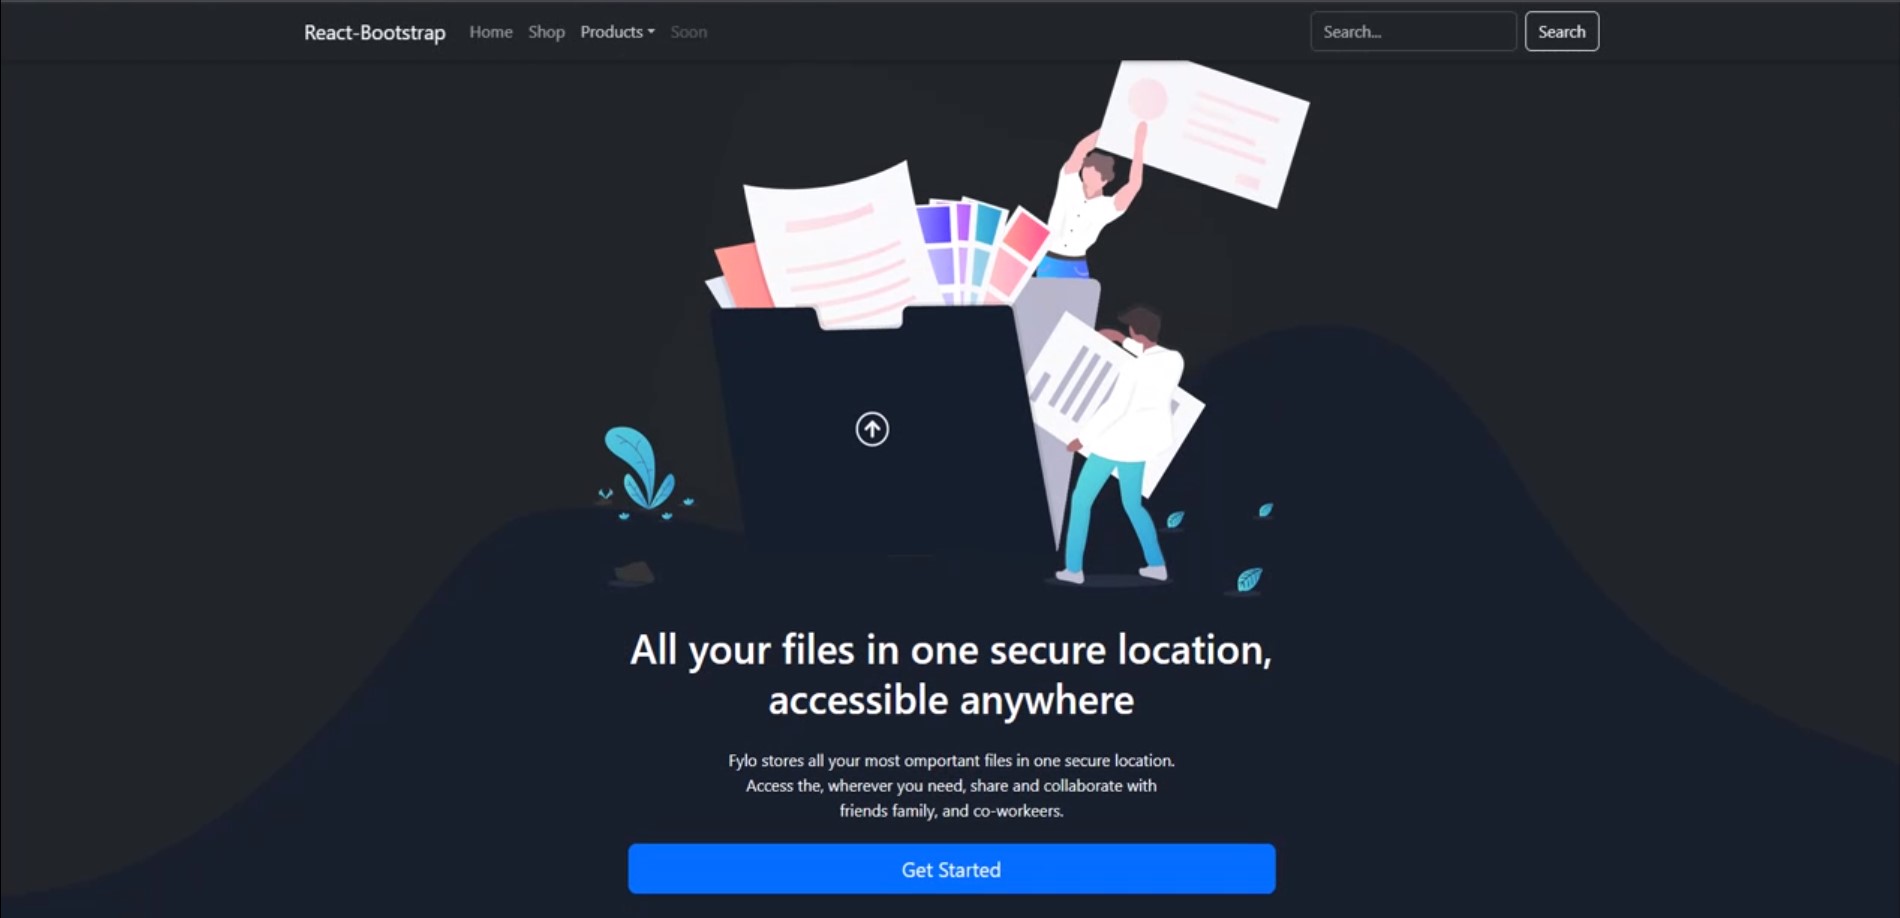 React-Bootstrap Home Shop Products Soon Search... Search
All your files in one secure location,
accessible anywhere
Fylo stores all your most omportant files in one secure location.
Access the, wherever you need, share and collaborate with
friends family, and co-workeers.
Get Started